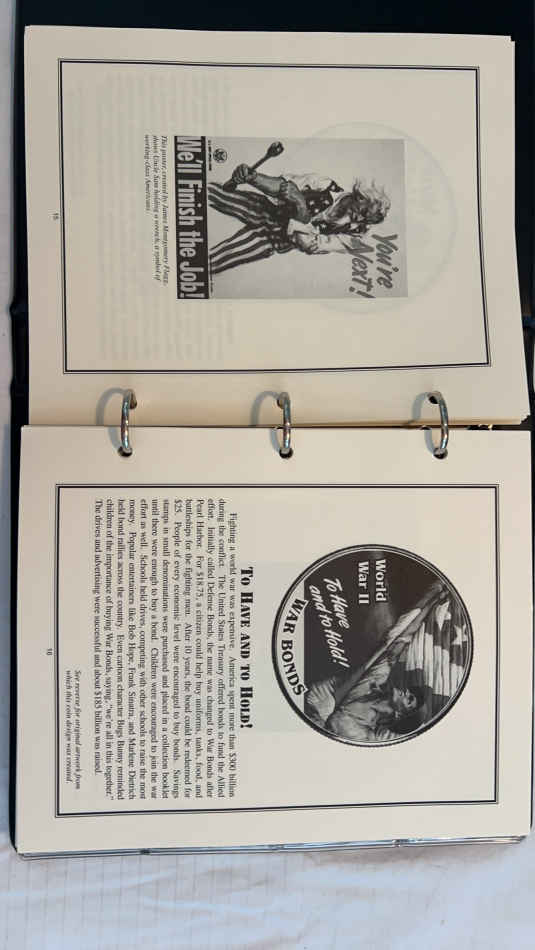 You're
Next!
We'll Finish the Job!
This poster, created by James Montgomery Flagg,
shows Uncle Sam holding a wrench, a symbol of
working-class Americans.
15
World
War II
To Have
and to Hold!
WAR BONDS
TO HAVE AND TO HOLD!
Fighting a world war was expensive. America spent more than $300 billion
during the conflict. The United States Treasury offered bonds to fund the Allied
effort. Initially called Defense Bonds, the name was changed to War Bonds after
Pearl Harbor. For $18.75, a citizen could help buy uniforms, tanks, food, and
battleships for the fighting men. After 10 years, the bond could be redeemed for
$25. People of every economic level were encouraged to buy bonds. Savings
stamps in small denominations were purchased and placed in a collection booklet
until there were enough to buy a bond. Children were encouraged to join the war
effort as well. Schools held drives, competing with other schools to raise the most
money. Popular entertainers like Bob Hope, Frank Sinatra, and Marlene Dietrich
held bond rallies across the country. Even cartoon character Bugs Bunny reminded
children of the importance of buying War Bonds, saying, "we're all in this together."
The drives and advertising were successful and about $185 billion was raised.
See reverse for original artwork from
which this coin design was created.
16